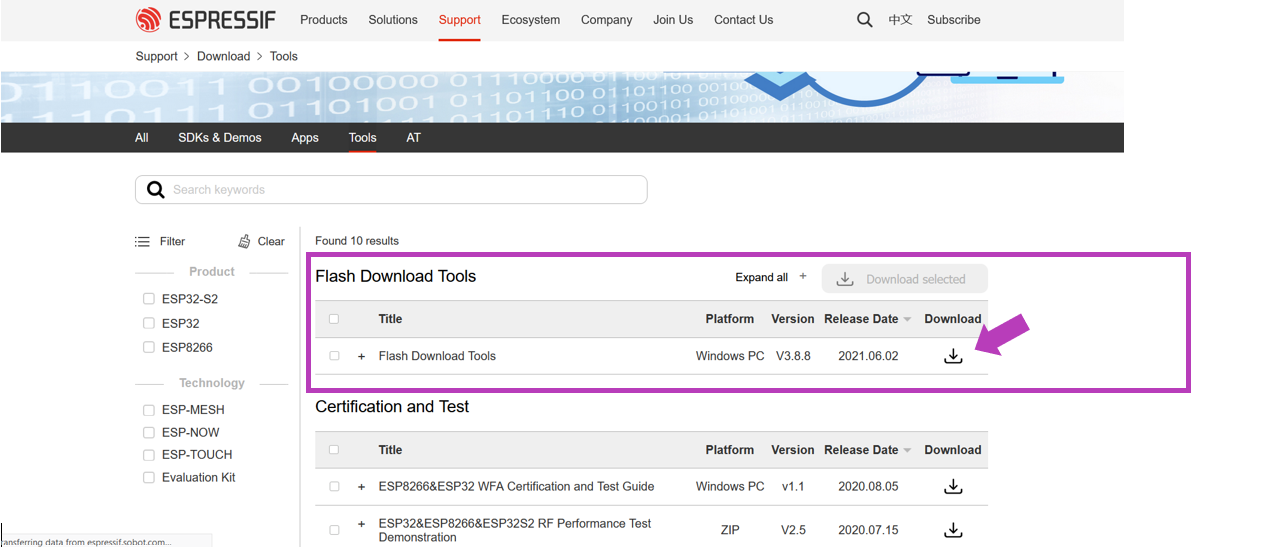 ESPRESSIF Products Solutions Support Ecosystem Company Join Us Contact Us 中文 Subscribe
Support > Download > Tools
All SDKs & Demos Apps Tools AT
Search keywords
Filter Clear
Found 10 results
Product
ESP32-S2
ESP32
ESP8266
Technology
ESP-MESH
ESP-NOW
ESP-TOUCH
Evaluation Kit
Flash Download Tools Expand all + Download selected
Title Platform Version Release Date Download
+ Flash Download Tools Windows PC V3.8.8 2021.06.02
Certification and Test
Title Platform Version Release Date Download
+ ESP8266&ESP32 WFA Certification and Test Guide Windows PC v1.1 2020.08.05
+ ESP32&ESP8266&ESP32S2 RF Performance Test
Demonstration ZIP V2.5 2020.07.15
ansferring data from espressif.sobot.com...